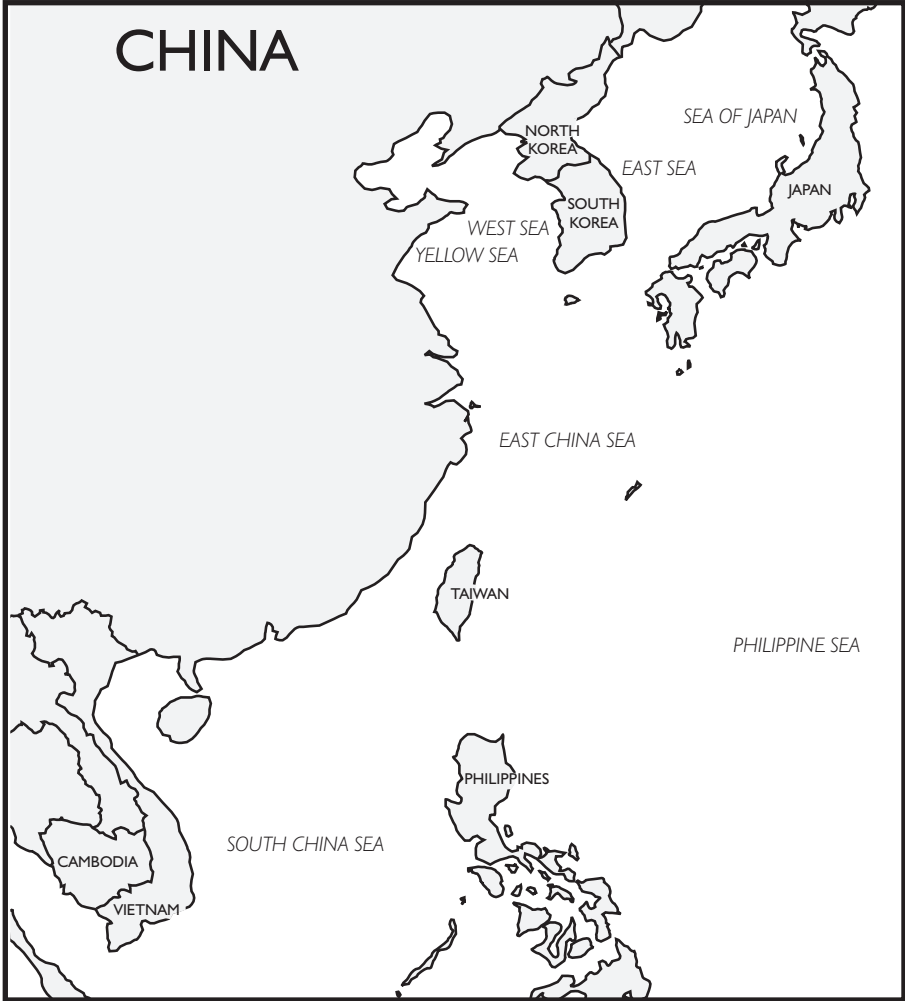 CHINA
SEA OF JAPAN
NORTH
KOREA
EAST SEA
JAPAN
SOUTH
KOREA
WEST SEA
YELLOW SEA
EAST CHINA SEA
TAIWAN
PHILIPPINE SEA
PHILIPPINES
SOUTH CHINA SEA
CAMBODIA
VIETNAM